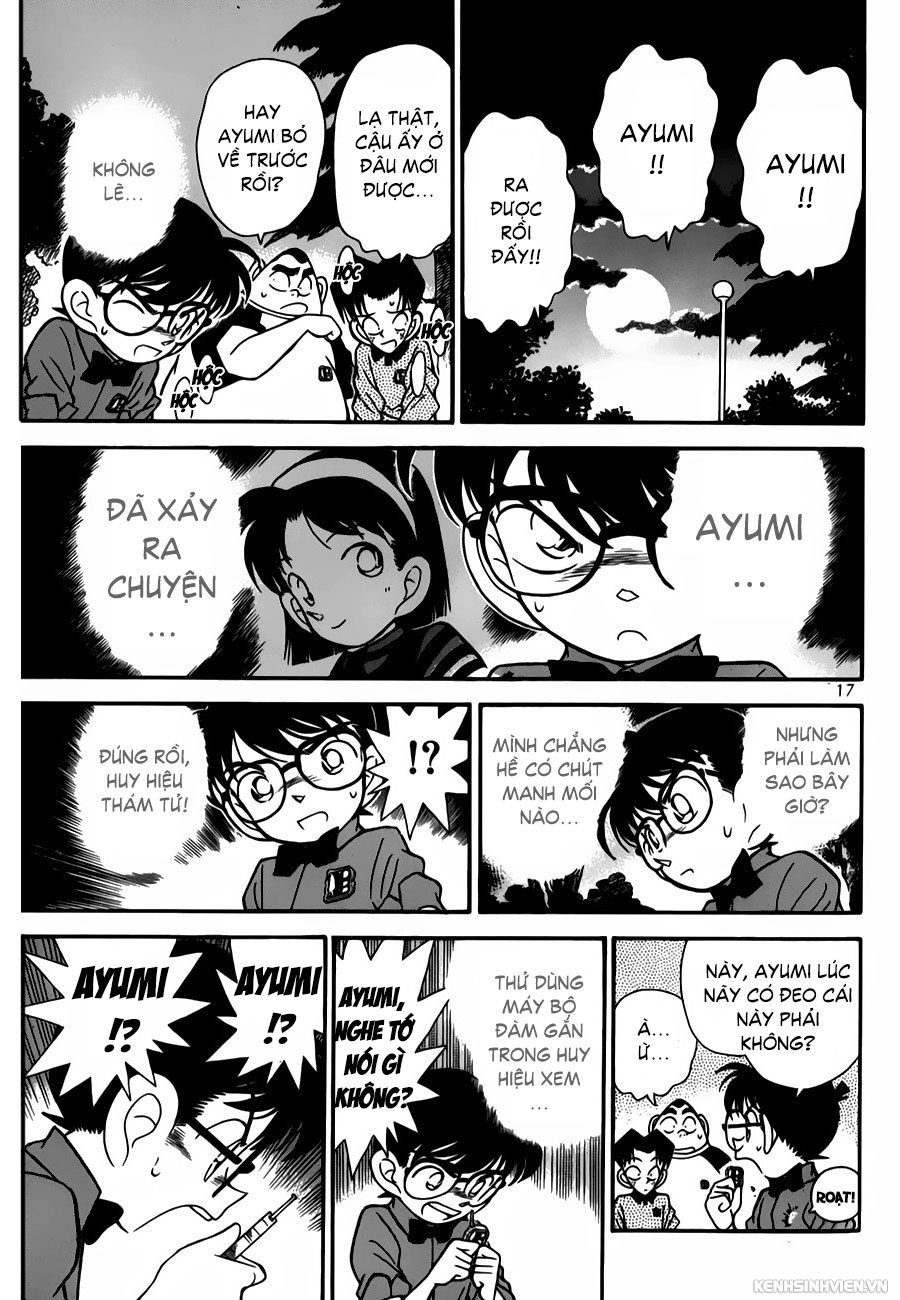 AYUMI
!!
AYUMI
!!
RA
ĐƯỢC
RỒI
ĐẤY!!
LẠ THẬT,
CẬU ẤY Ở
ĐÂU MỚI
ĐƯỢC...
HAY
AYUMI BỎ
VỀ TRƯỚC
RỒI?
KHÔNG
LẼ...
HỘC
HỘC
HỘC
HỘC
AYUMI
...
ĐÃ XẢY
RA
CHUYỆN
...
17
NHƯNG
PHẢI LÀM
SAO BÂY
GIỜ?
MÌNH CHẲNG
HỀ CÓ CHÚT
MANH MỐI
NÀO...
!?
ĐÚNG RỒI,
HUY HIỆU
THÁM TỬ!
NÀY, AYUMI LÚC
NÃY CÓ ĐEO CÁI
NÀY PHẢI
KHÔNG?
À...
Ừ...
ROẠT!
THỬ DÙNG
MÁY BỘ
ĐÀM GẮN
TRONG HUY
HIỆU XEM
...
AYUMI,
NGHE TỚ
NÓI GÌ
KHÔNG?
AYUMI
!?
AYUMI
!?
KENHSINHVIEN.VN